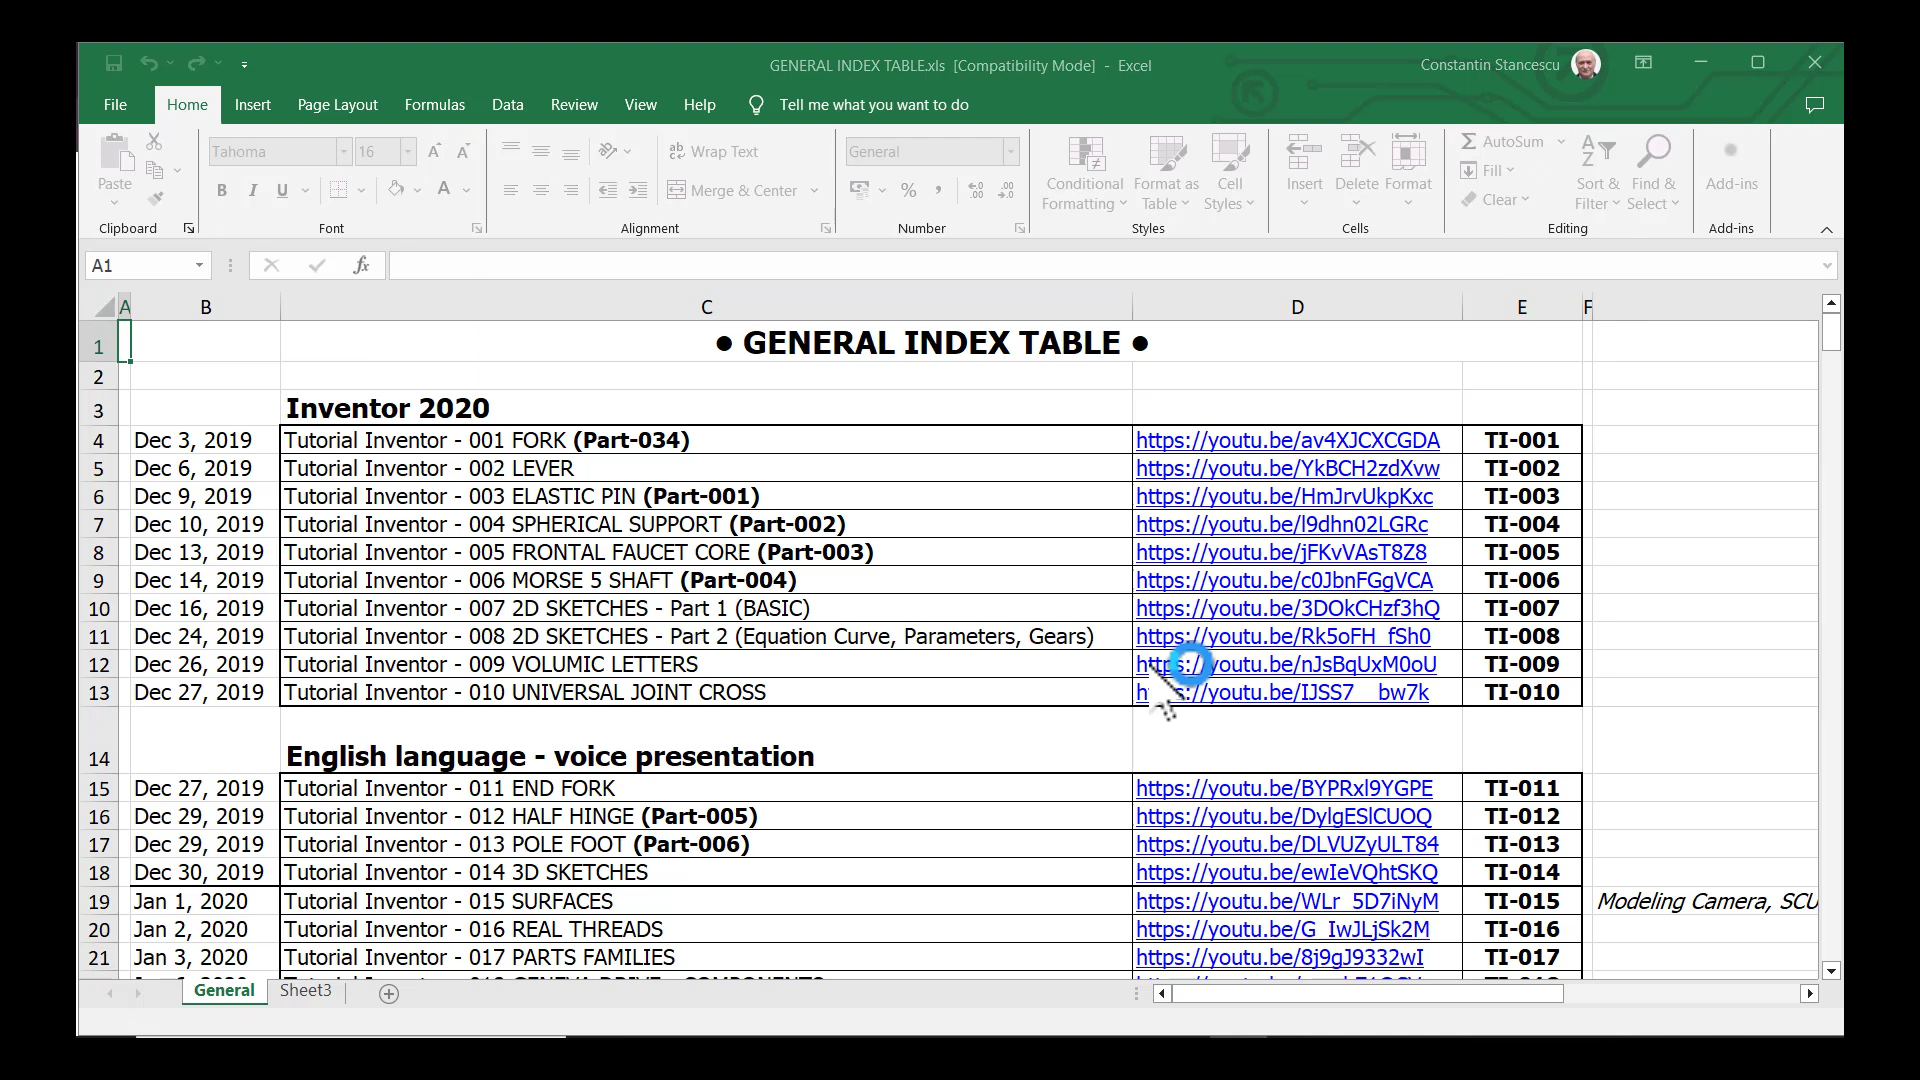 GENERAL INDEX TABLE.xls [Compatibility Mode] - Excel
Constantin Stancescu
File Home Insert Page Layout Formulas Data Review View Help Tell me what you want to do
Paste
Clipboard
Tahoma 16
B I U A
Font
Wrap Text
Merge & Center
Alignment
General
% ,
Number
Conditional Formatting
Format as Table
Cell Styles
Styles
Insert Delete Format
Cells
AutoSum
Fill
Clear
Sort & Filter
Find & Select
Editing
Add-ins
Add-ins
A1 fx
A B C D E F
1 • GENERAL INDEX TABLE •
2
3 Inventor 2020
4 Dec 3, 2019 Tutorial Inventor - 001 FORK (Part-034) https://youtu.be/av4XJCXCGDA TI-001
5 Dec 6, 2019 Tutorial Inventor - 002 LEVER https://youtu.be/YkBCH2zdXvw TI-002
6 Dec 9, 2019 Tutorial Inventor - 003 ELASTIC PIN (Part-001) https://youtu.be/HmJrvUkpKxc TI-003
7 Dec 10, 2019 Tutorial Inventor - 004 SPHERICAL SUPPORT (Part-002) https://youtu.be/l9dhn02LGRc TI-004
8 Dec 13, 2019 Tutorial Inventor - 005 FRONTAL FAUCET CORE (Part-003) https://youtu.be/jFKvVAsT8Z8 TI-005
9 Dec 14, 2019 Tutorial Inventor - 006 MORSE 5 SHAFT (Part-004) https://youtu.be/c0JbnFGgVCA TI-006
10 Dec 16, 2019 Tutorial Inventor - 007 2D SKETCHES - Part 1 (BASIC) https://youtu.be/3DOkCHzf3hQ TI-007
11 Dec 24, 2019 Tutorial Inventor - 008 2D SKETCHES - Part 2 (Equation Curve, Parameters, Gears) https://youtu.be/Rk5oFH_fSh0 TI-008
12 Dec 26, 2019 Tutorial Inventor - 009 VOLUMIC LETTERS https://youtu.be/nJsBqUxM0oU TI-009
13 Dec 27, 2019 Tutorial Inventor - 010 UNIVERSAL JOINT CROSS https://youtu.be/IJSS7__bw7k TI-010
14 English language - voice presentation
15 Dec 27, 2019 Tutorial Inventor - 011 END FORK https://youtu.be/BYPRxl9YGPE TI-011
16 Dec 29, 2019 Tutorial Inventor - 012 HALF HINGE (Part-005) https://youtu.be/DylgESlCUOQ TI-012
17 Dec 29, 2019 Tutorial Inventor - 013 POLE FOOT (Part-006) https://youtu.be/DLVUZyULT84 TI-013
18 Dec 30, 2019 Tutorial Inventor - 014 3D SKETCHES https://youtu.be/ewIeVQhtSKQ TI-014
19 Jan 1, 2020 Tutorial Inventor - 015 SURFACES https://youtu.be/WLr_5D7iNyM TI-015 Modeling Camera, SCU
20 Jan 2, 2020 Tutorial Inventor - 016 REAL THREADS https://youtu.be/G_IwJLjSk2M TI-016
21 Jan 3, 2020 Tutorial Inventor - 017 PARTS FAMILIES https://youtu.be/8j9gJ9332wI TI-017
General Sheet3